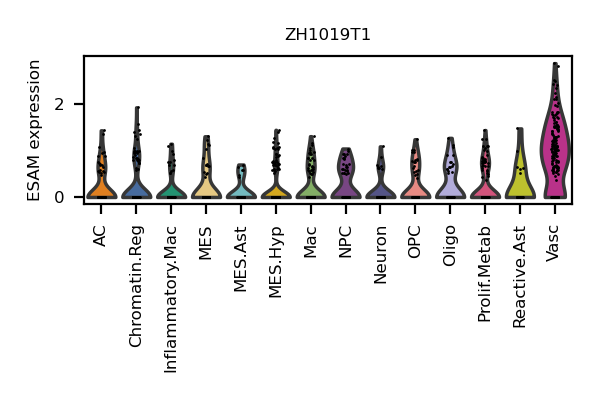 ZH1019T1
ESAM expression
2
0
AC
Chromatin.Reg
Inflammatory.Mac
MES
MES.Ast
MES.Hyp
Mac
NPC
Neuron
OPC
Oligo
Prolif.Metab
Reactive.Ast
Vasc